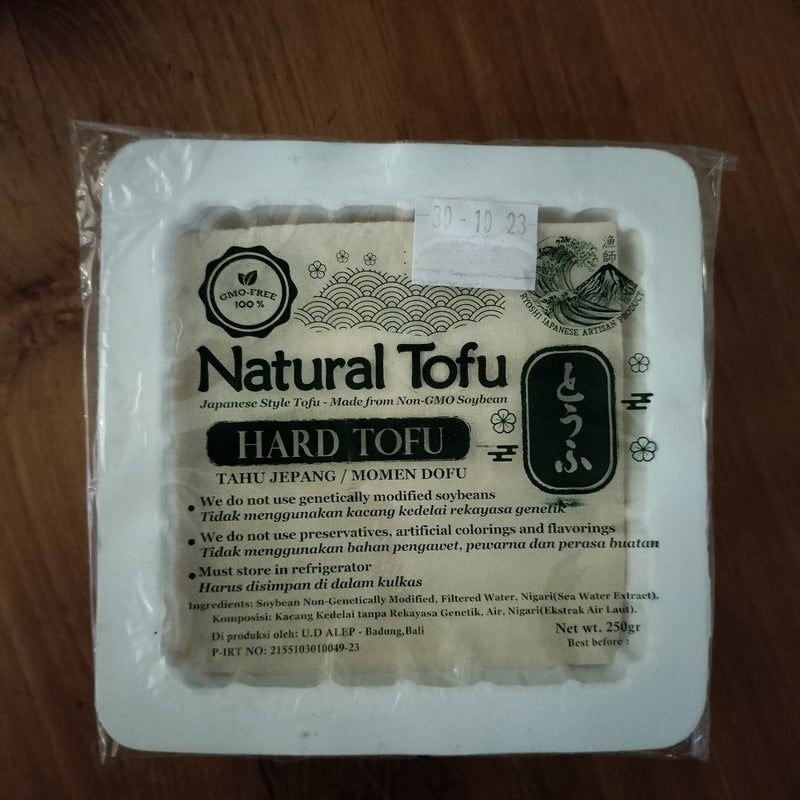 30-10 23
漁師
GMO-FREE
100 %
RYOSHI JAPANESE ARTISAN PRODUCT
Natural Tofu
Japanese Style Tofu - Made from Non-GMO Soybean
とうふ
HARD TOFU
TAHU JEPANG / MOMEN DOFU
• We do not use genetically modified soybeans
Tidak menggunakan kacang kedelai rekayasa genetik
• We do not use preservatives, artificial colorings and flavorings
Tidak menggunakan bahan pengawet, pewarna dan perasa buatan
• Must store in refrigerator
Harus disimpan di dalam kulkas
Ingredients: Soybean Non-Genetically Modified, Filtered Water, Nigari(Sea Water Extract).
Komposisi: Kacang Kedelai tanpa Rekayasa Genetik, Air, Nigari(Ekstrak Air Laut).
Di produksi oleh: U.D ALEP - Badung,Bali
Net wt. 250gr
P-IRT NO: 2155103010049-23
Best before :